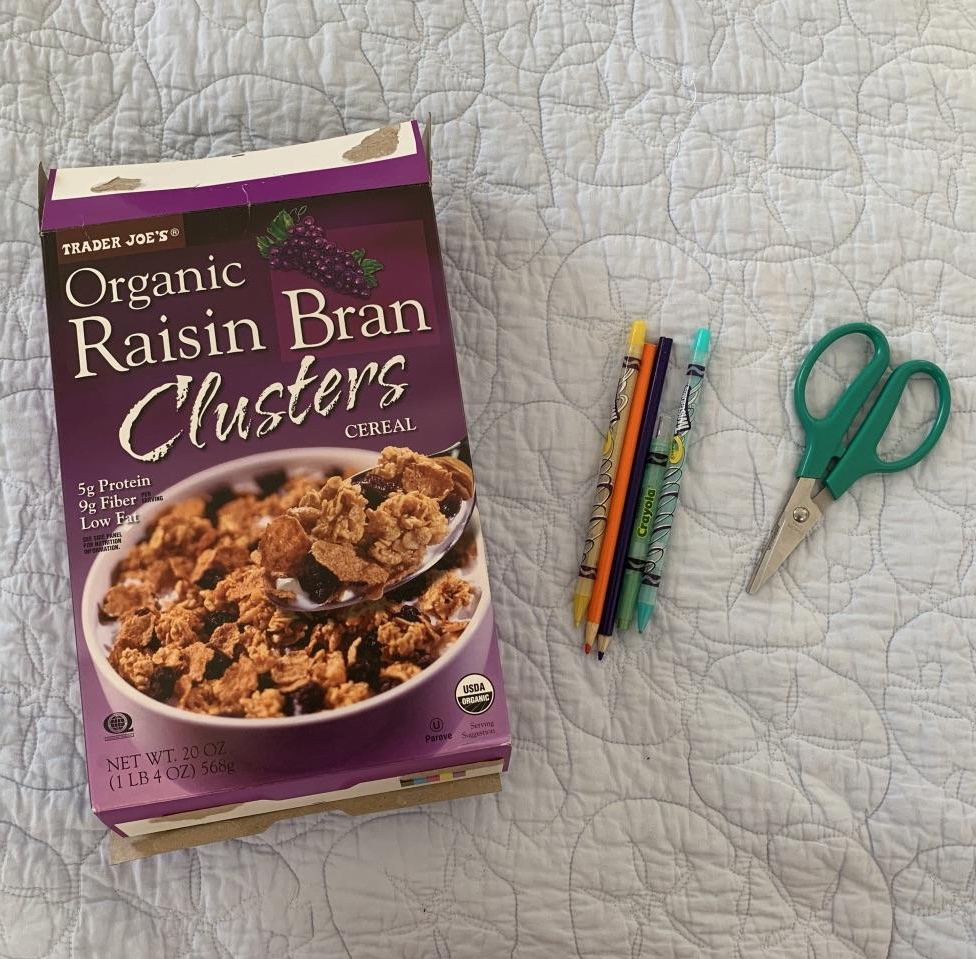 TRADER JOE'S®
Organic
Raisin Bran
Clusters
CEREAL
5g Protein
9g Fiber PER SERVING
Low Fat
SEE SIDE PANEL
FOR NUTRITION
INFORMATION.
USDA
ORGANIC
U
Parve
Serving
Suggestion
NET WT. 20 OZ
(1 LB 4 OZ) 568g
Crayola